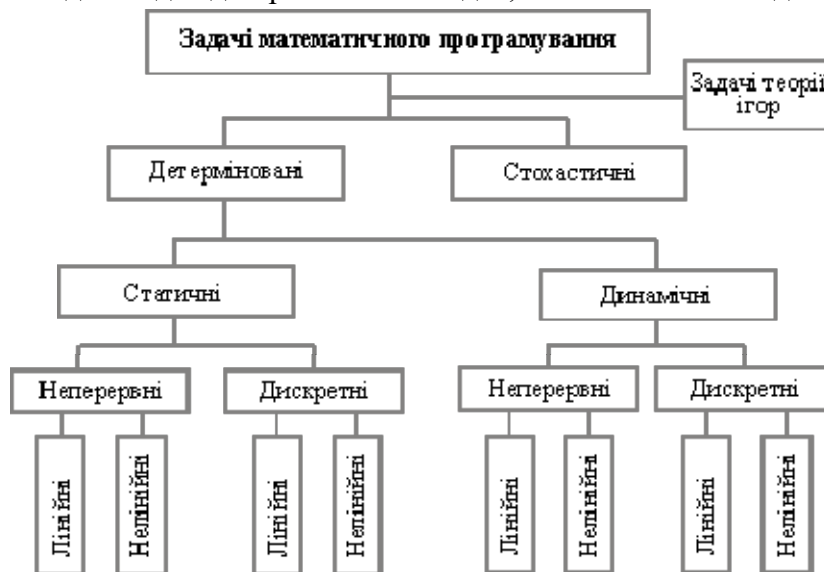 Задачі математичного програмування
Задачі теорії
ігор
Детерміновані
Стохастичні
Статичні
Динамічні
Неперервні
Дискретні
Неперервні
Дискретні
Лінійні
Нелінійні
Лінійні
Нелінійні
Лінійні
Нелінійні
Лінійні
Нелінійні